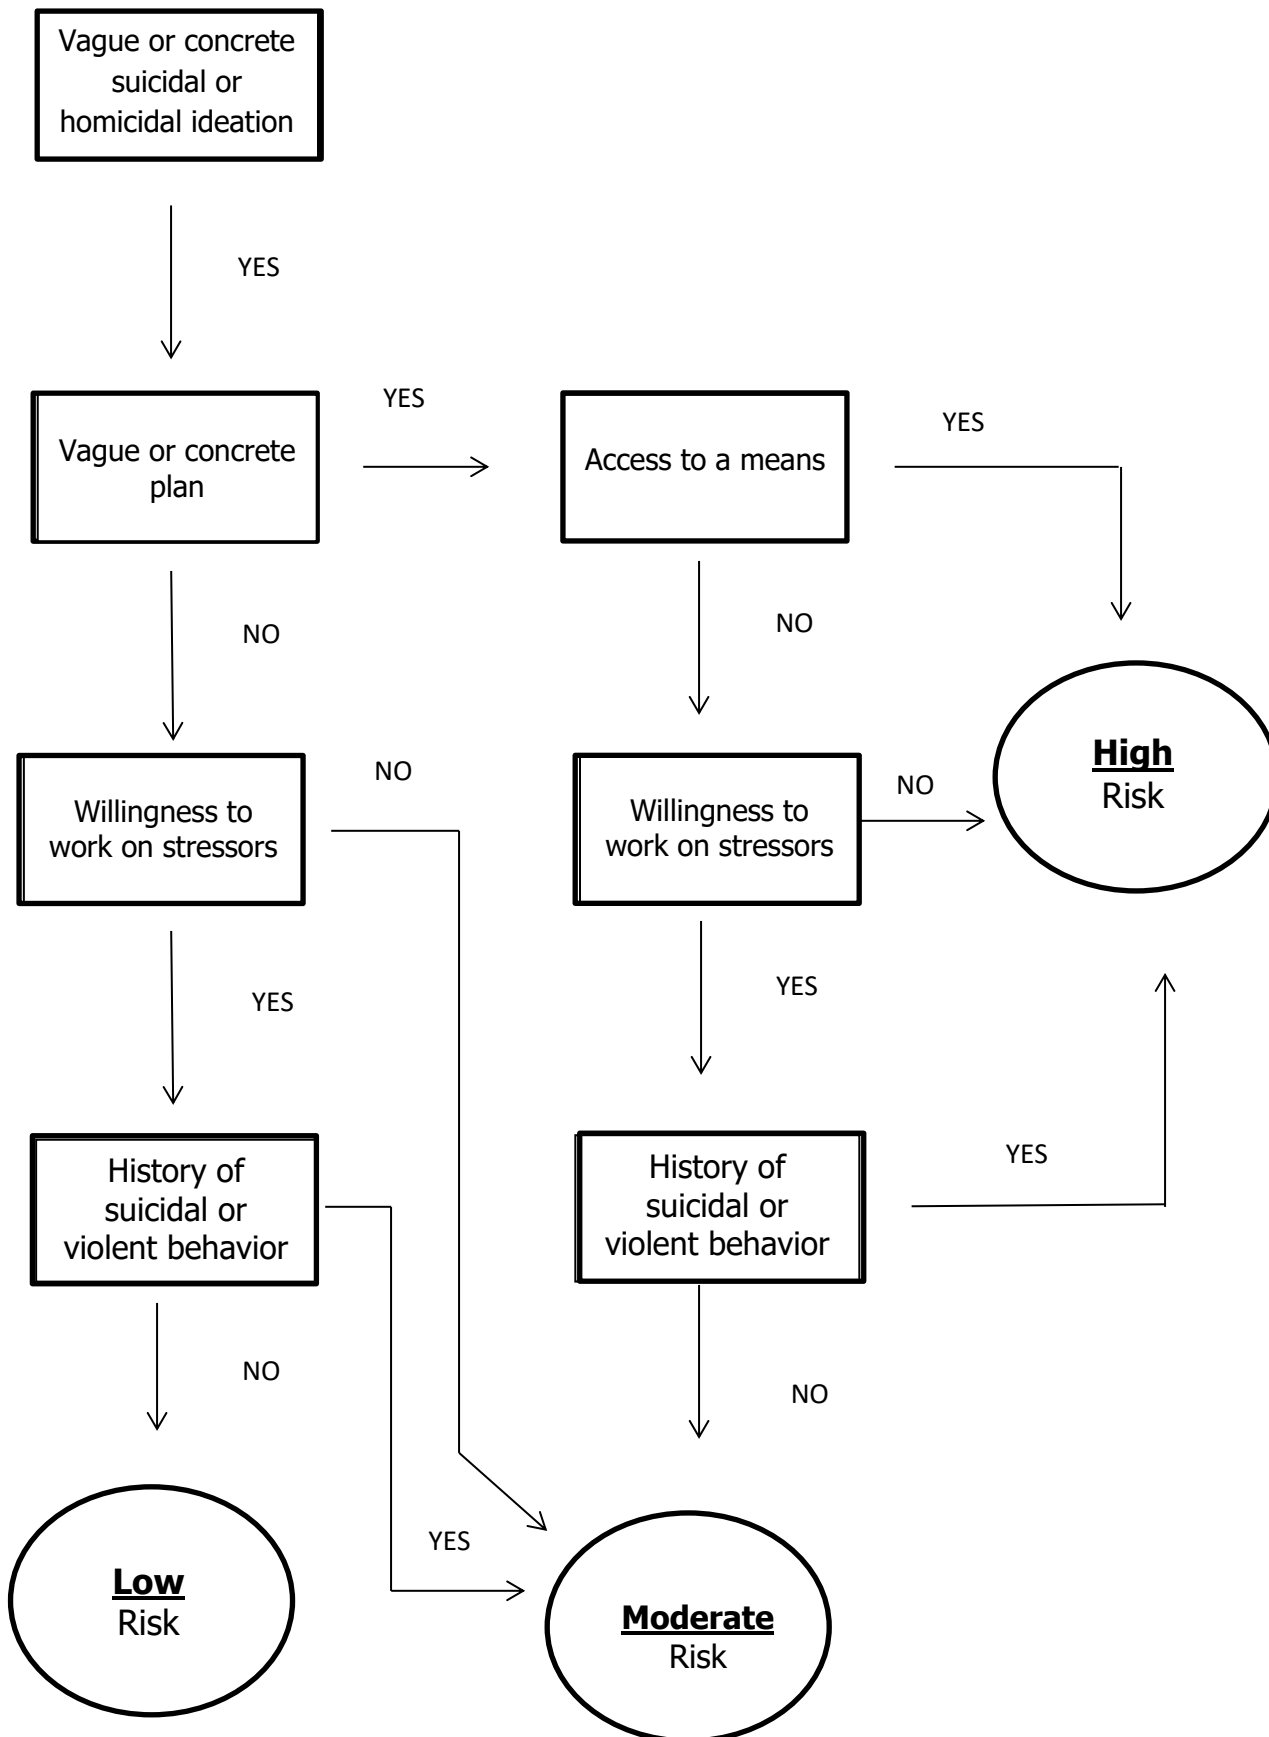 Vague or concrete
suicidal or
homicidal ideation
YES
YES
YES
Vague or concrete
plan
Access to a means
NO
NO
NO
NO
Willingness to
work on stressors
Willingness to
work on stressors
High
Risk
YES
YES
History of
suicidal or
violent behavior
History of
suicidal or
violent behavior
YES
NO
NO
YES
Low
Risk
Moderate
Risk